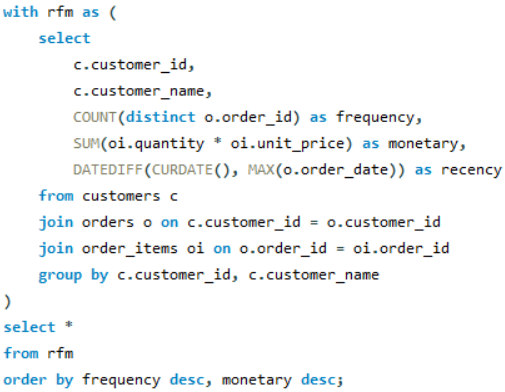 with rfm as (
    select
        c.customer_id,
        c.customer_name,
        COUNT(distinct o.order_id) as frequency,
        SUM(oi.quantity * oi.unit_price) as monetary,
        DATEDIFF(CURDATE(), MAX(o.order_date)) as recency
    from customers c
    join orders o on c.customer_id = o.customer_id
    join order_items oi on o.order_id = oi.order_id
    group by c.customer_id, c.customer_name
)
select *
from rfm
order by frequency desc, monetary desc;